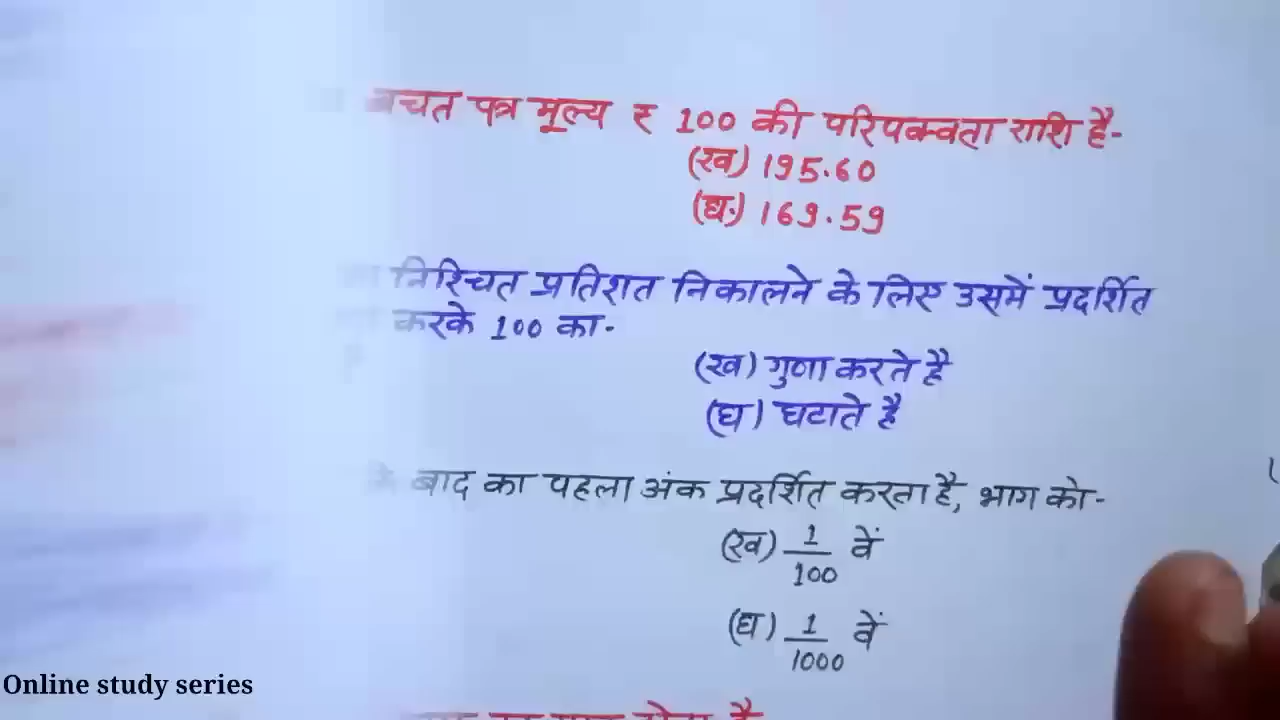 बचत पत्र मूल्य ₹ 100 की परिपक्वता राशि है-
(ख) 195.60
(घ) 169.59
निश्चित प्रतिशत निकालने के लिए उसमें प्रदर्शित
करके 100 का-
(ख) गुणा करते है
(घ) घटाते है
के बाद का पहला अंक प्रदर्शित करता है, भाग को-
(ख) 1/100 वें
(घ) 1/1000 वें
Online study series